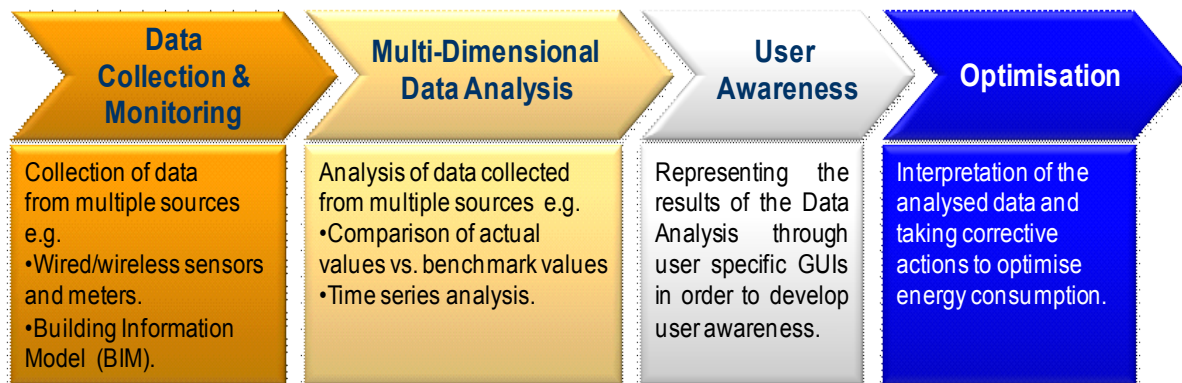 Data
Collection &
Monitoring
Collection of data
from multiple sources
e.g.
•Wired/wireless sensors
and meters.
•Building Information
Model (BIM).
Multi-Dimensional
Data Analysis
Analysis of data collected
from multiple sources e.g.
•Comparison of actual
values vs. benchmark values
•Time series analysis.
User
Awareness
Representing the
results of the Data
Analysis through
user specific GUIs
in order to develop
user awareness.
Optimisation
Interpretation of the
analysed data and
taking corrective
actions to optimise
energy consumption.